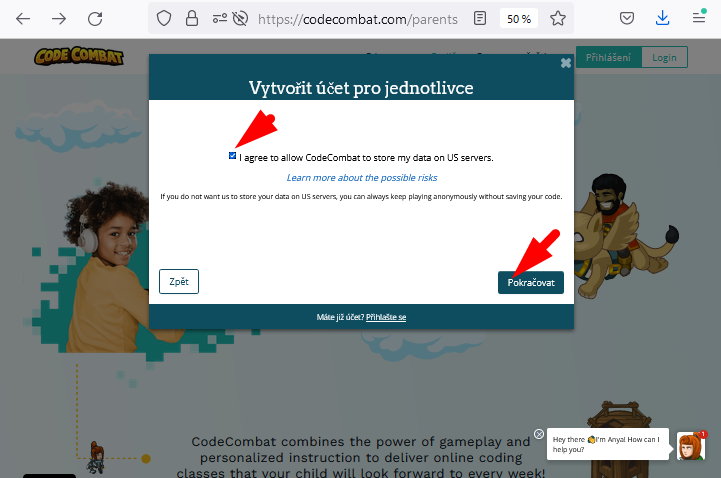 https://codecombat.com/parents
50 %
CODE COMBAT
Přihlášení
Login
Vytvořit účet pro jednotlivce
I agree to allow CodeCombat to store my data on US servers.
Learn more about the possible risks
If you do not want us to store your data on US servers, you can always keep playing anonymously without saving your code.
Zpět
Pokračovat
Máte již účet? Přihlašte se
Hey there 👋I'm Anya! How can I
help you?
1
CodeCombat combines the power of gameplay and
personalized instruction to deliver online coding
classes that your child will look forward to every week!